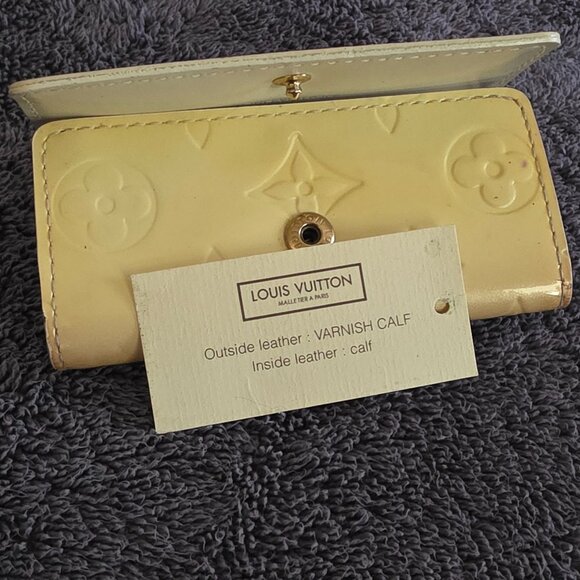 LOUIS VUITTON
MALLETIER A PARIS
Outside leather : VARNISH CALF
Inside leather : calf